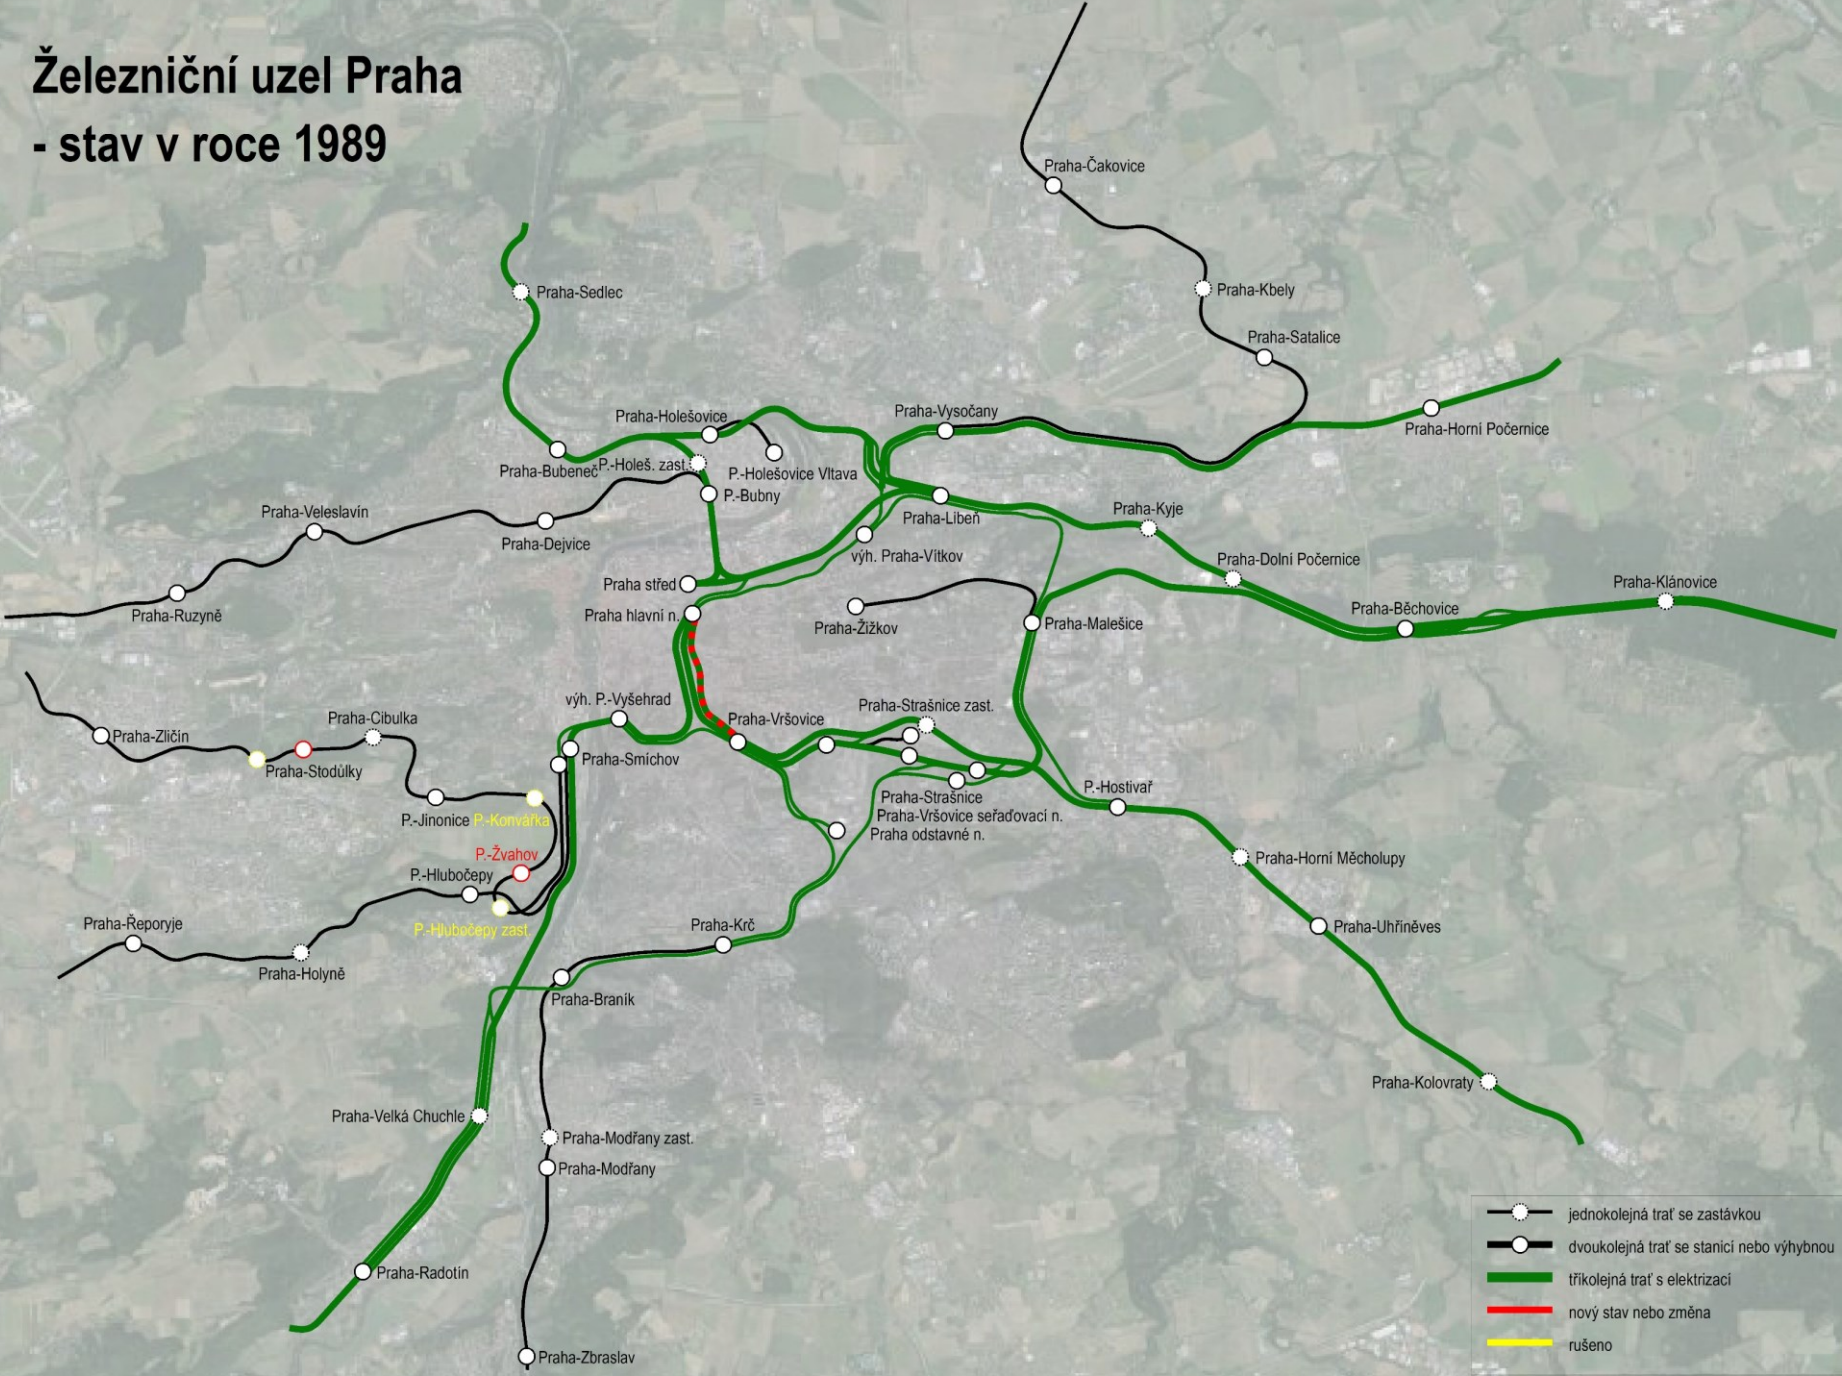 Železniční uzel Praha
- stav v roce 1989
Praha-Čakovice
Praha-Sedlec
Praha-Kbely
Praha-Satalice
Praha-Holešovice
Praha-Vysočany
Praha-Horní Počernice
Praha-Bubeneč
P.-Holeš. zast.
P.-Holešovice Vltava
P.-Bubny
Praha-Veleslavín
Praha-Dejvice
Praha-Libeň
Praha-Kyje
výh. Praha-Vítkov
Praha-Dolní Počernice
Praha střed
Praha-Klánovice
Praha-Ruzyně
Praha hlavní n.
Praha-Běchovice
Praha-Žižkov
Praha-Malešice
výh. P.-Vyšehrad
Praha-Strašnice zast.
Praha-Cibulka
Praha-Vršovice
Praha-Zličín
Praha-Stodůlky
Praha-Smíchov
P.-Hostivař
Praha-Strašnice
P.-Jinonice
P.-Konvářka
Praha-Vršovice seřaďovací n.
Praha odstavné n.
P.-Žvahov
Praha-Horní Měcholupy
P.-Hlubočepy
Praha-Řeporyje
P.-Hlubočepy zast.
Praha-Krč
Praha-Uhříněves
Praha-Holyně
Praha-Braník
Praha-Kolovraty
Praha-Velká Chuchle
Praha-Modřany zast.
Praha-Modřany
Praha-Radotín
Praha-Zbraslav
jednokolejná trať se zastávkou
dvoukolejná trať se stanicí nebo výhybnou
tříkolejná trať s elektrizací
nový stav nebo změna
rušeno